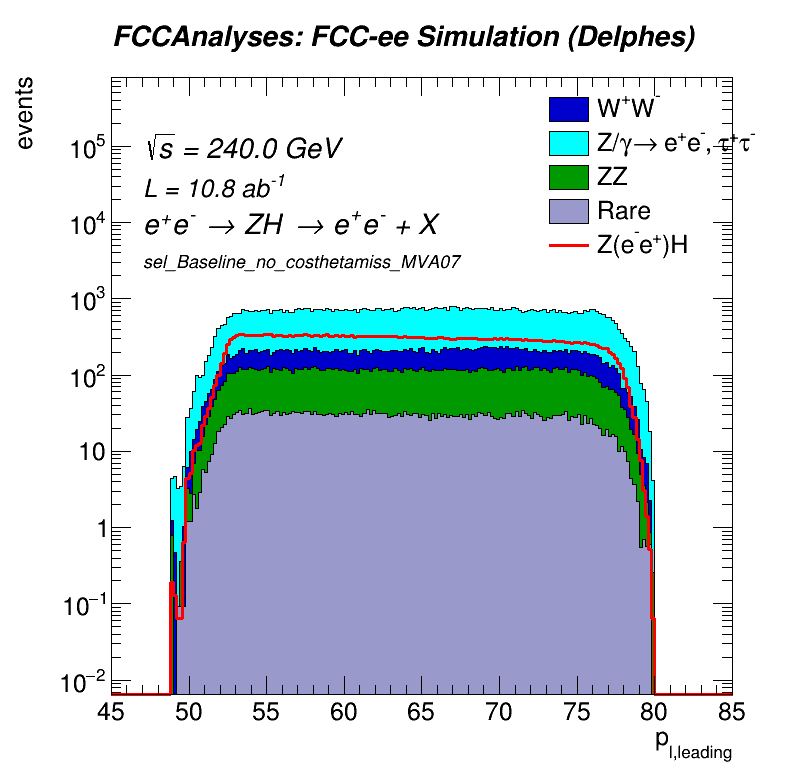 FCCAnalyses: FCC-ee Simulation (Delphes)
events
√s = 240.0 GeV
L = 10.8 ab⁻¹
e⁺e⁻ → ZH → e⁺e⁻ + X
sel_Baseline_no_costhetamiss_MVA07
W⁺W⁻
Z/γ→ e⁺e⁻, τ⁺τ⁻
ZZ
Rare
Z(e⁻e⁺)H
10⁵
10⁴
10³
10²
10
1
10⁻¹
10⁻²
45 50 55 60 65 70 75 80 85
p_l,leading